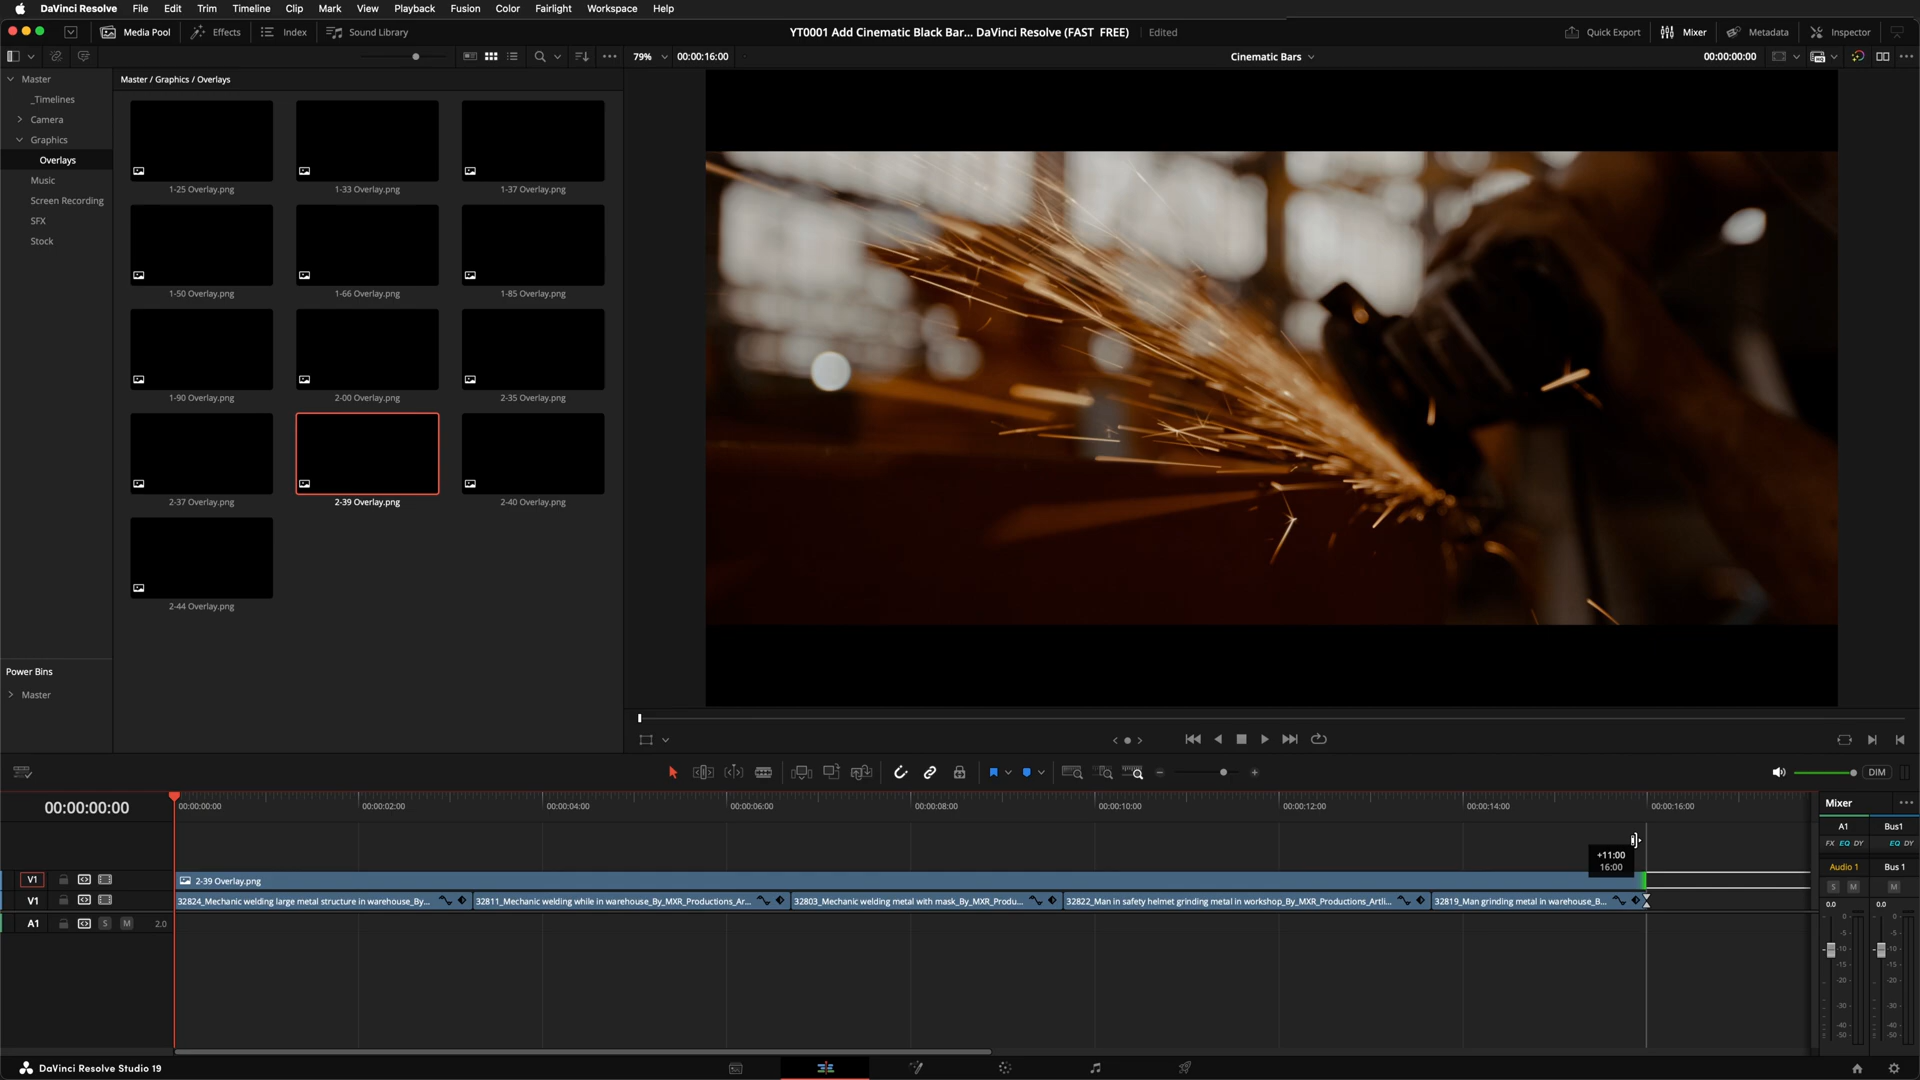 DaVinci Resolve File Edit Trim Timeline Clip Mark View Playback Fusion Color Fairlight Workspace Help
Media Pool Effects Index Sound Library YT0001 Add Cinematic Black Bar... DaVinci Resolve (FAST FREE) Edited Quick Export Mixer Metadata Inspector
79% 00:00:16:00 Cinematic Bars 00:00:00:00
Master
Master / Graphics / Overlays
_Timelines
Camera
Graphics
Overlays
Music
Screen Recording
SFX
Stock
1-25 Overlay.png 1-33 Overlay.png 1-37 Overlay.png
1-50 Overlay.png 1-66 Overlay.png 1-85 Overlay.png
1-90 Overlay.png 2-00 Overlay.png 2-35 Overlay.png
2-37 Overlay.png 2-39 Overlay.png 2-40 Overlay.png
2-44 Overlay.png
Power Bins
Master
DIM
00:00:00:00
00:00:00:00 00:00:02:00 00:00:04:00 00:00:06:00 00:00:08:00 00:00:10:00 00:00:12:00 00:00:14:00 00:00:16:00
+11:00
16:00
V1 2-39 Overlay.png
V1 32824_Mechanic welding large metal structure in warehouse_By... 32811_Mechanic welding while in warehouse_By_MXR_Productions_Ar... 32803_Mechanic welding metal with mask_By_MXR_Produ... 32822_Man in safety helmet grinding metal in workshop_By_MXR_Productions_Artli... 32819_Man grinding metal in warehouse_B...
A1 S M 2.0
Mixer
A1 Bus1
FX EQ DY EQ DY
Audio 1 Bus 1
S M M
0.0 0.0
0 0
-5 -5
-10 -10
-15 -15
-20 -20
-30 -30
-40 -40
-50 -50
DaVinci Resolve Studio 19